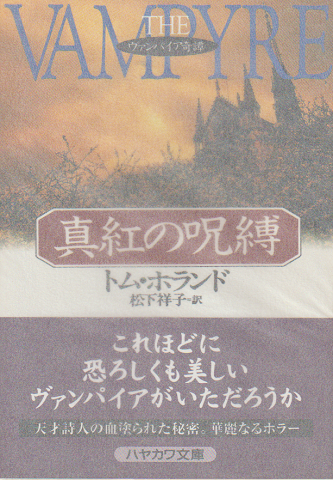 THE
VAMPYRE
ヴァンパイア奇譚
真紅の呪縛
トム・ホランド
松下祥子・訳
これほどに
恐ろしくも美しい
ヴァンパイアがいただろうか
天才詩人の血塗られた秘密。華麗なるホラー
ハヤカワ文庫